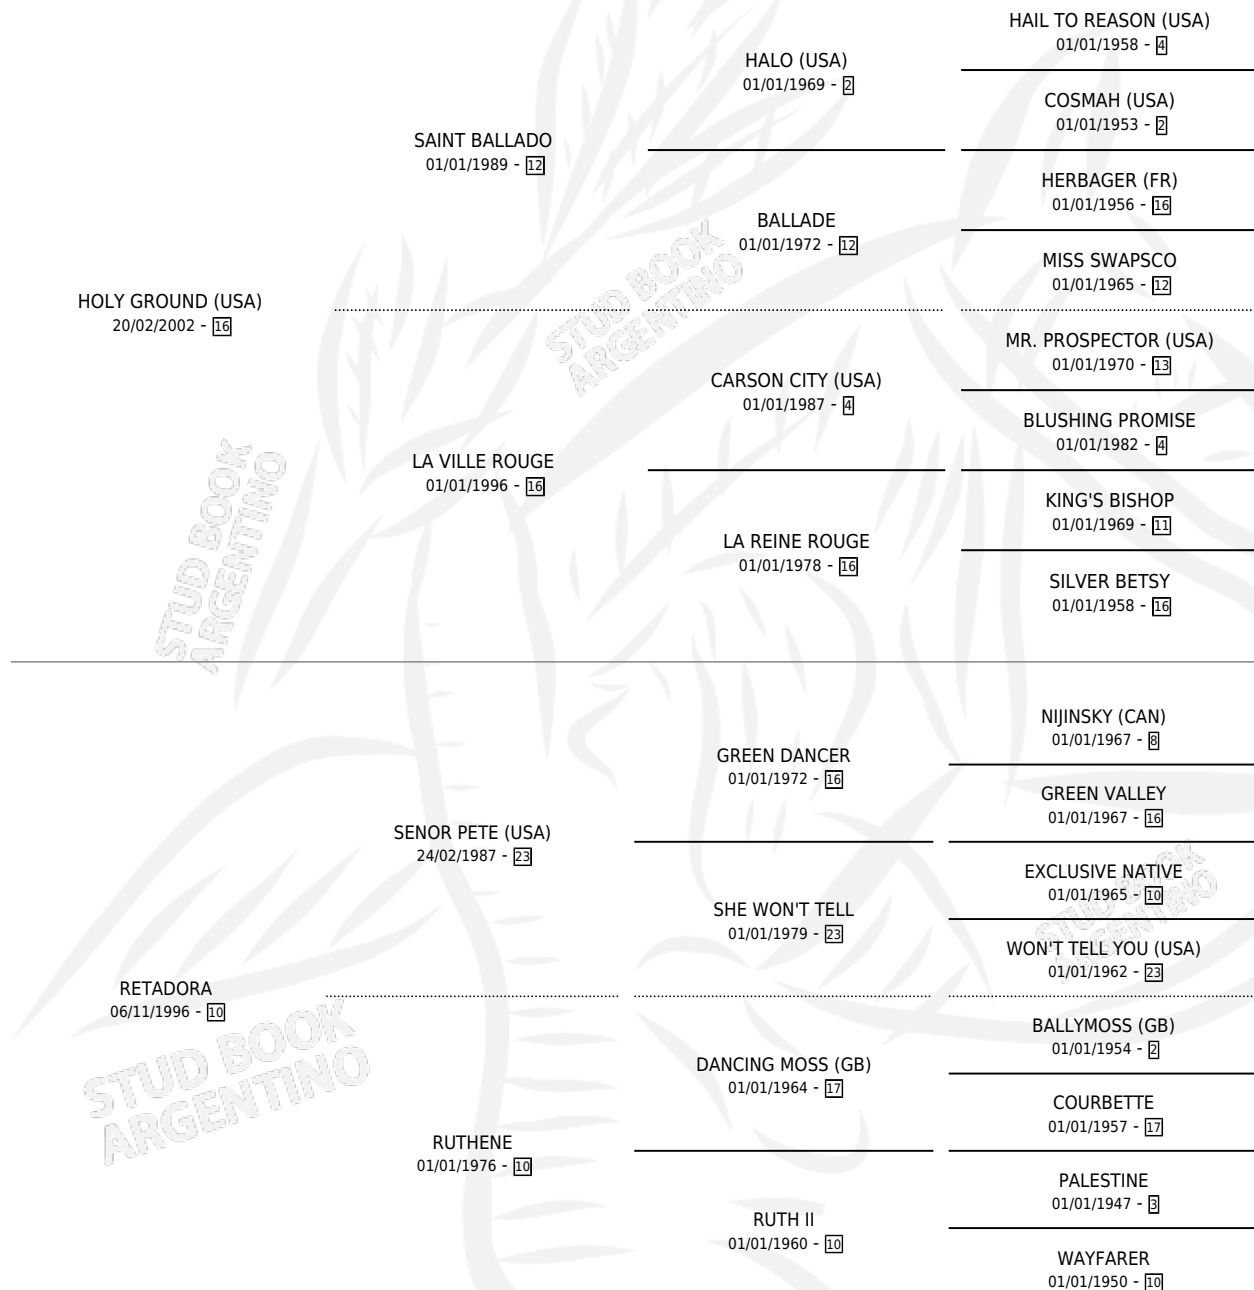 HAIL TO REASON (USA)
01/01/1958 - 4
HALO (USA)
01/01/1969 - 2
COSMAH (USA)
01/01/1953 - 2
SAINT BALLADO
01/01/1989 - 12
HERBAGER (FR)
01/01/1956 - 16
BALLADE
01/01/1972 - 12
MISS SWAPSCO
01/01/1965 - 12
HOLY GROUND (USA)
20/02/2002 - 16
MR. PROSPECTOR (USA)
01/01/1970 - 13
CARSON CITY (USA)
01/01/1987 - 4
BLUSHING PROMISE
01/01/1982 - 4
LA VILLE ROUGE
01/01/1996 - 16
KING'S BISHOP
01/01/1969 - 11
LA REINE ROUGE
01/01/1978 - 16
SILVER BETSY
01/01/1958 - 16
NIJINSKY (CAN)
01/01/1967 - 8
GREEN DANCER
01/01/1972 - 16
GREEN VALLEY
01/01/1967 - 16
SENOR PETE (USA)
24/02/1987 - 23
EXCLUSIVE NATIVE
01/01/1965 - 10
SHE WON'T TELL
01/01/1979 - 23
WON'T TELL YOU (USA)
01/01/1962 - 23
RETADORA
06/11/1996 - 10
BALLYMOSS (GB)
01/01/1954 - 2
DANCING MOSS (GB)
01/01/1964 - 17
COURBETTE
01/01/1957 - 17
RUTHENE
01/01/1976 - 10
PALESTINE
01/01/1947 - 3
RUTH II
01/01/1960 - 10
WAYFARER
01/01/1950 - 10
STUD BOOK
ARGENTINO
STUD BOOK
ARGENTINO
STUD BOOK
ARGENTINO
STUD BOOK
ARGENTINO